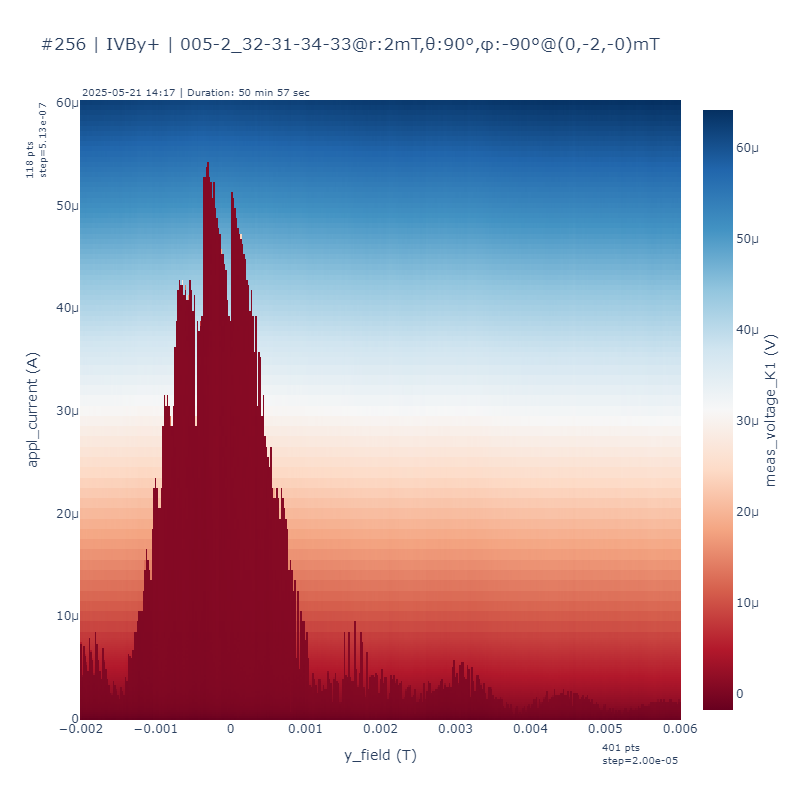 #256 | IVBy+ | 005-2_32-31-34-33@r:2mT,θ:90°,φ:-90°@(0,-2,-0)mT
2025-05-21 14:17 | Duration: 50 min 57 sec
118 pts
step=5.13e-07
60μ
50μ
40μ
30μ
20μ
10μ
0
appl_current (A)
−0.002
−0.001
0
0.001
0.002
0.003
0.004
0.005
0.006
y_field (T)
401 pts
step=2.00e-05
60μ
50μ
40μ
30μ
20μ
10μ
0
meas_voltage_K1 (V)